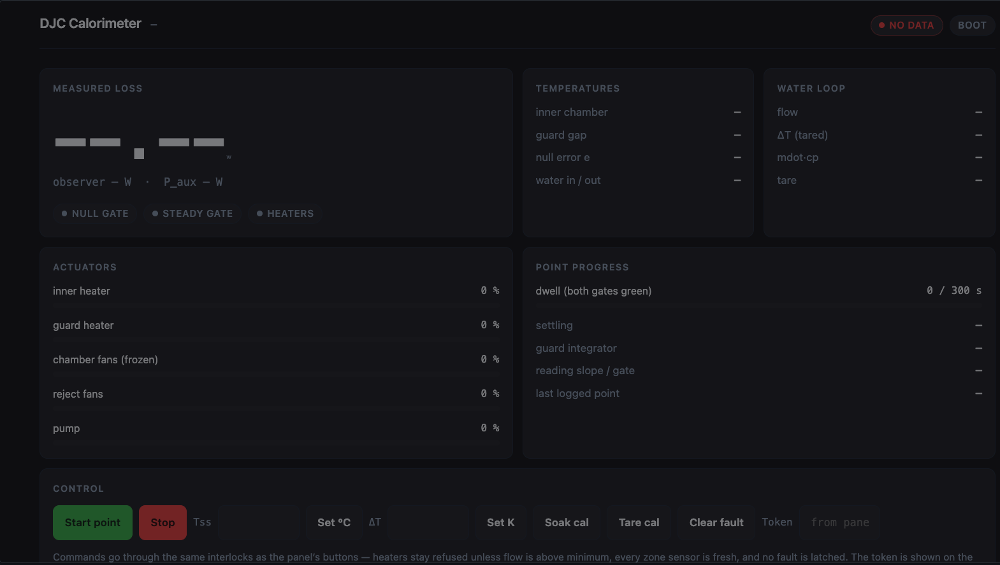 DJC Calorimeter –
NO DATA
BOOT
MEASURED LOSS
––.–– W
observer – W · P_aux – W
NULL GATE
STEADY GATE
HEATERS
TEMPERATURES
inner chamber –
guard gap –
null error e –
water in / out –
WATER LOOP
flow –
ΔT (tared) –
mdot·cp –
tare –
ACTUATORS
inner heater 0 %
guard heater 0 %
chamber fans (frozen) 0 %
reject fans 0 %
pump 0 %
POINT PROGRESS
dwell (both gates green) 0 / 300 s
settling –
guard integrator –
reading slope / gate –
last logged point –
CONTROL
Start point Stop Tss Set °C ΔT Set K Soak cal Tare cal Clear fault Token from pane
Commands go through the same interlocks as the panel's buttons — heaters stay refused unless flow is above minimum, every zone sensor is fresh, and no fault is latched. The token is shown on the